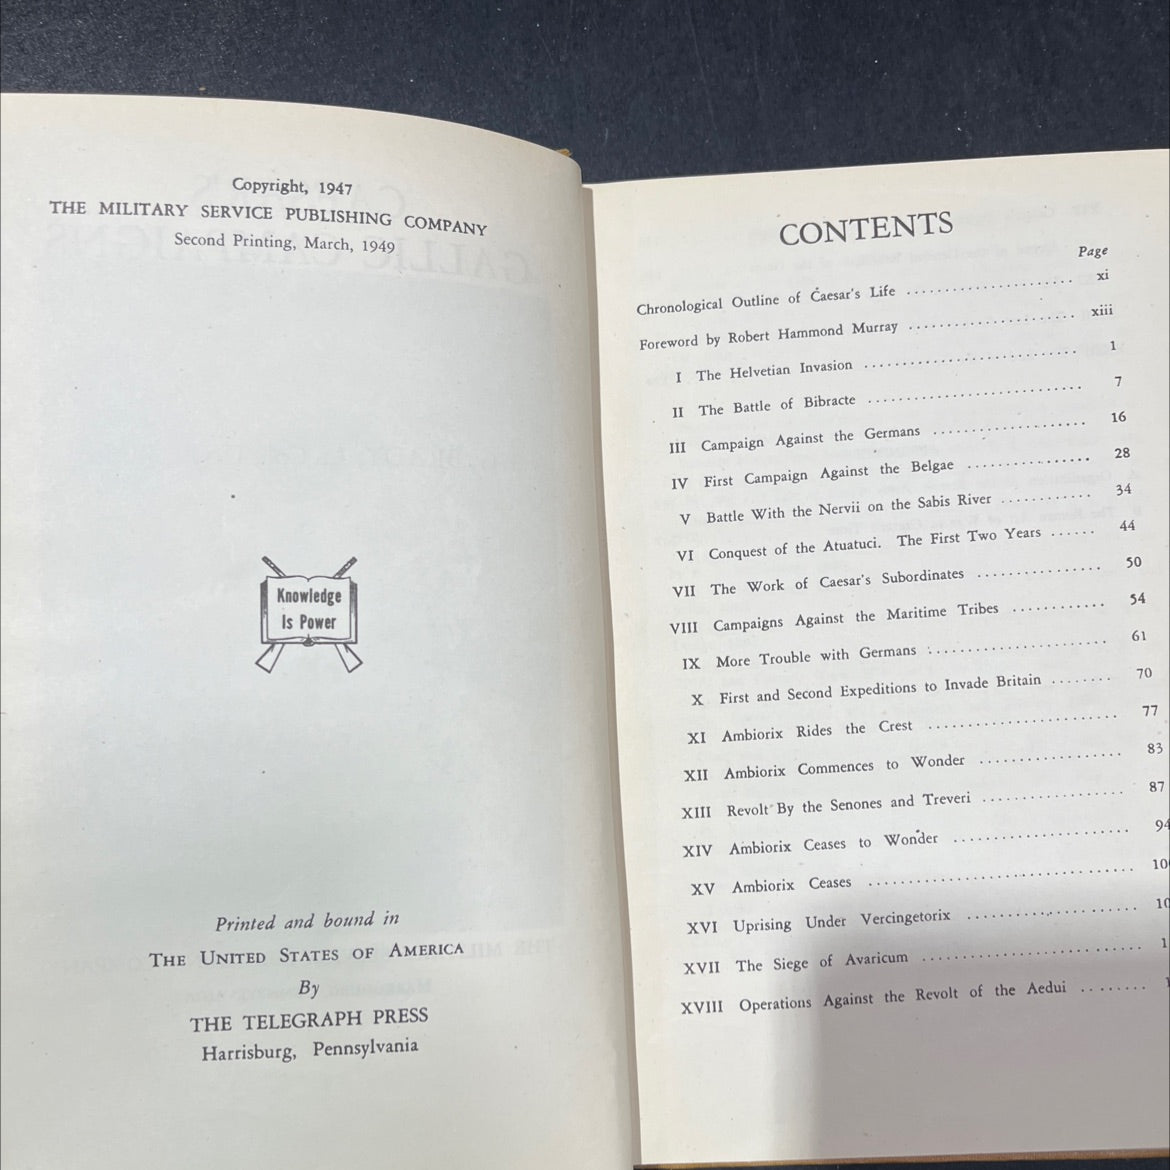 Copyright, 1947
THE MILITARY SERVICE PUBLISHING COMPANY
Second Printing, March, 1949
Knowledge
Is Power
Printed and bound in
THE UNITED STATES OF AMERICA
By
THE TELEGRAPH PRESS
Harrisburg, Pennsylvania
CONTENTS
Page
Chronological Outline of Caesar's Life .................... xi
Foreword by Robert Hammond Murray .................... xiii
I The Helvetian Invasion .................... 1
II The Battle of Bibracte .................... 7
III Campaign Against the Germans .................... 16
IV First Campaign Against the Belgae .................... 28
V Battle With the Nervii on the Sabis River ............ 34
VI Conquest of the Atuatuci. The First Two Years ...... 44
VII The Work of Caesar's Subordinates ................ 50
VIII Campaigns Against the Maritime Tribes ............ 54
IX More Trouble with Germans .................... 61
X First and Second Expeditions to Invade Britain ........ 70
XI Ambiorix Rides the Crest .................... 77
XII Ambiorix Commences to Wonder .................... 83
XIII Revolt By the Senones and Treveri .................. 87
XIV Ambiorix Ceases to Wonder .................... 94
XV Ambiorix Ceases ....................
XVI Uprising Under Vercingetorix ....................
XVII The Siege of Avaricum ....................
XVIII Operations Against the Revolt of the Aedui ........